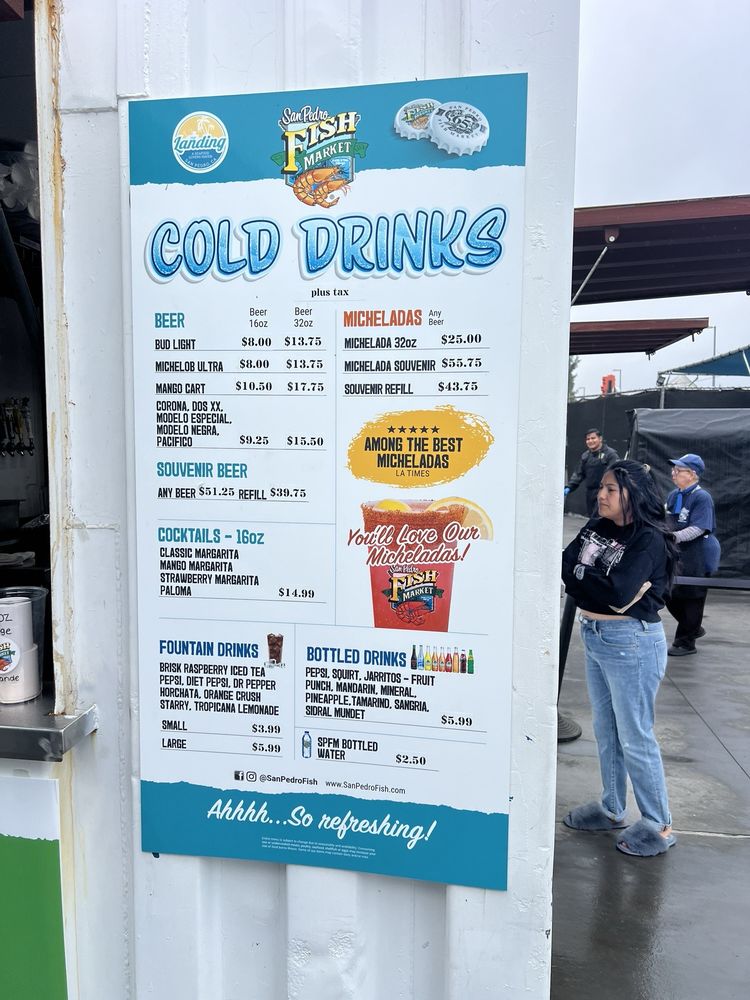 Landing
SAN PEDRO, CA
San Pedro
FISH
MARKET
COLD DRINKS
plus tax
BEER Beer 16oz Beer 32oz
BUD LIGHT $8.00 $13.75
MICHELOB ULTRA $8.00 $13.75
MANGO CART $10.50 $17.75
CORONA, DOS XX,
MODELO ESPECIAL,
MODELO NEGRA,
PACIFICO $9.25 $15.50
SOUVENIR BEER
ANY BEER $51.25 REFILL $39.75
COCKTAILS - 16oz
CLASSIC MARGARITA
MANGO MARGARITA
STRAWBERRY MARGARITA
PALOMA $14.99
MICHELADAS Any Beer
MICHELADA 32oz $25.00
MICHELADA SOUVENIR $55.75
SOUVENIR REFILL $43.75
AMONG THE BEST
MICHELADAS
LA TIMES
You'll Love Our
Micheladas!
San Pedro
FISH
MARKET
FOUNTAIN DRINKS
BRISK RASPBERRY ICED TEA
PEPSI, DIET PEPSI, DR PEPPER
HORCHATA, ORANGE CRUSH
STARRY, TROPICANA LEMONADE
SMALL $3.99
LARGE $5.99
BOTTLED DRINKS
PEPSI, SQUIRT, JARRITOS - FRUIT
PUNCH, MANDARIN, MINERAL,
PINEAPPLE,TAMARIND, SANGRIA,
SIDRAL MUNDET $5.99
SPFM BOTTLED
WATER $2.50
@SanPedroFish www.SanPedroFish.com
Ahhhh...So refreshing!